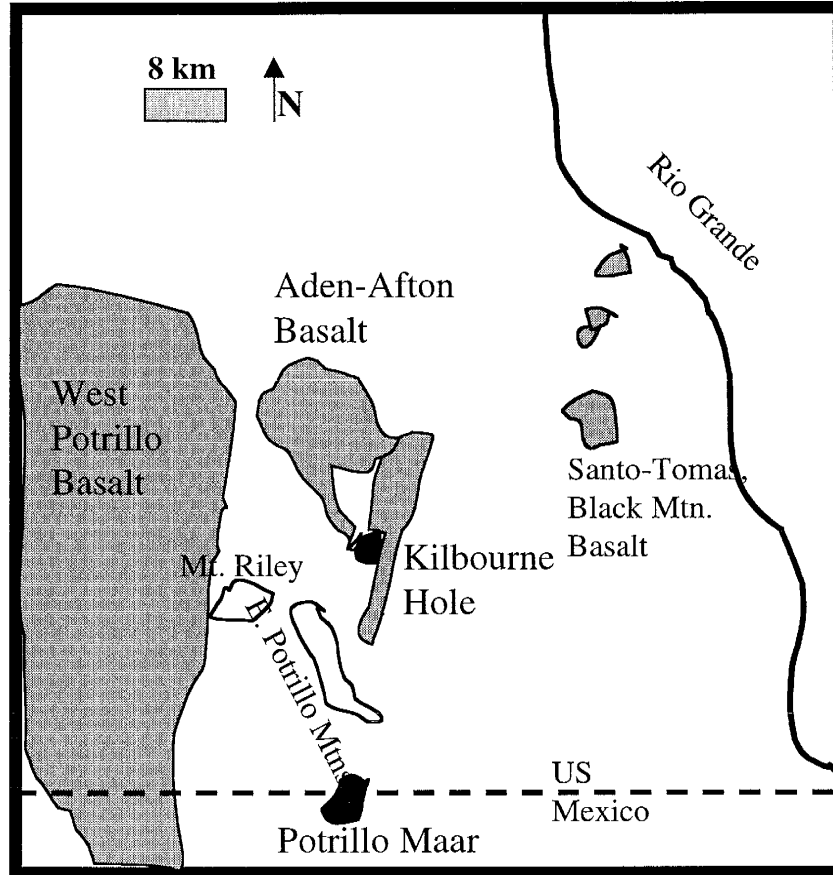 8 km
N
Rio Grande
Aden-Afton
Basalt
West
Potrillo
Basalt
Santo-Tomas,
Black Mtn.
Basalt
Mt. Riley
Kilbourne
Hole
E. Potrillo Mtns
US
Mexico
Potrillo Maar